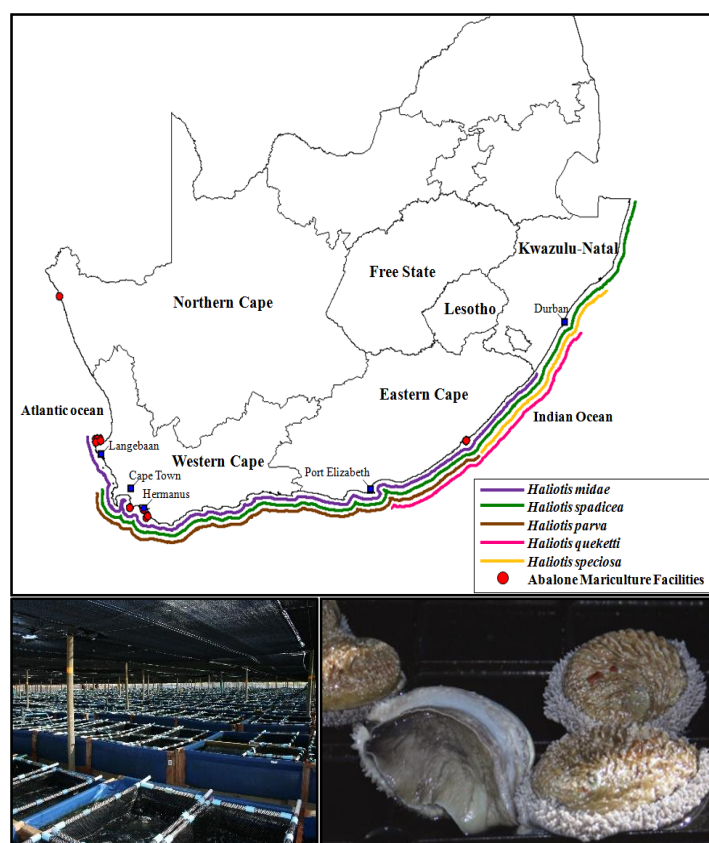 Kwazulu-Natal
Free State
Northern Cape
Lesotho
Durban
Eastern Cape
Atlantic ocean
Indian Ocean
Langebaan
Western Cape
Port Elizabeth
Cape Town
Hermanus
Haliotis midae
Haliotis spadicea
Haliotis parva
Haliotis queketti
Haliotis speciosa
Abalone Mariculture Facilities